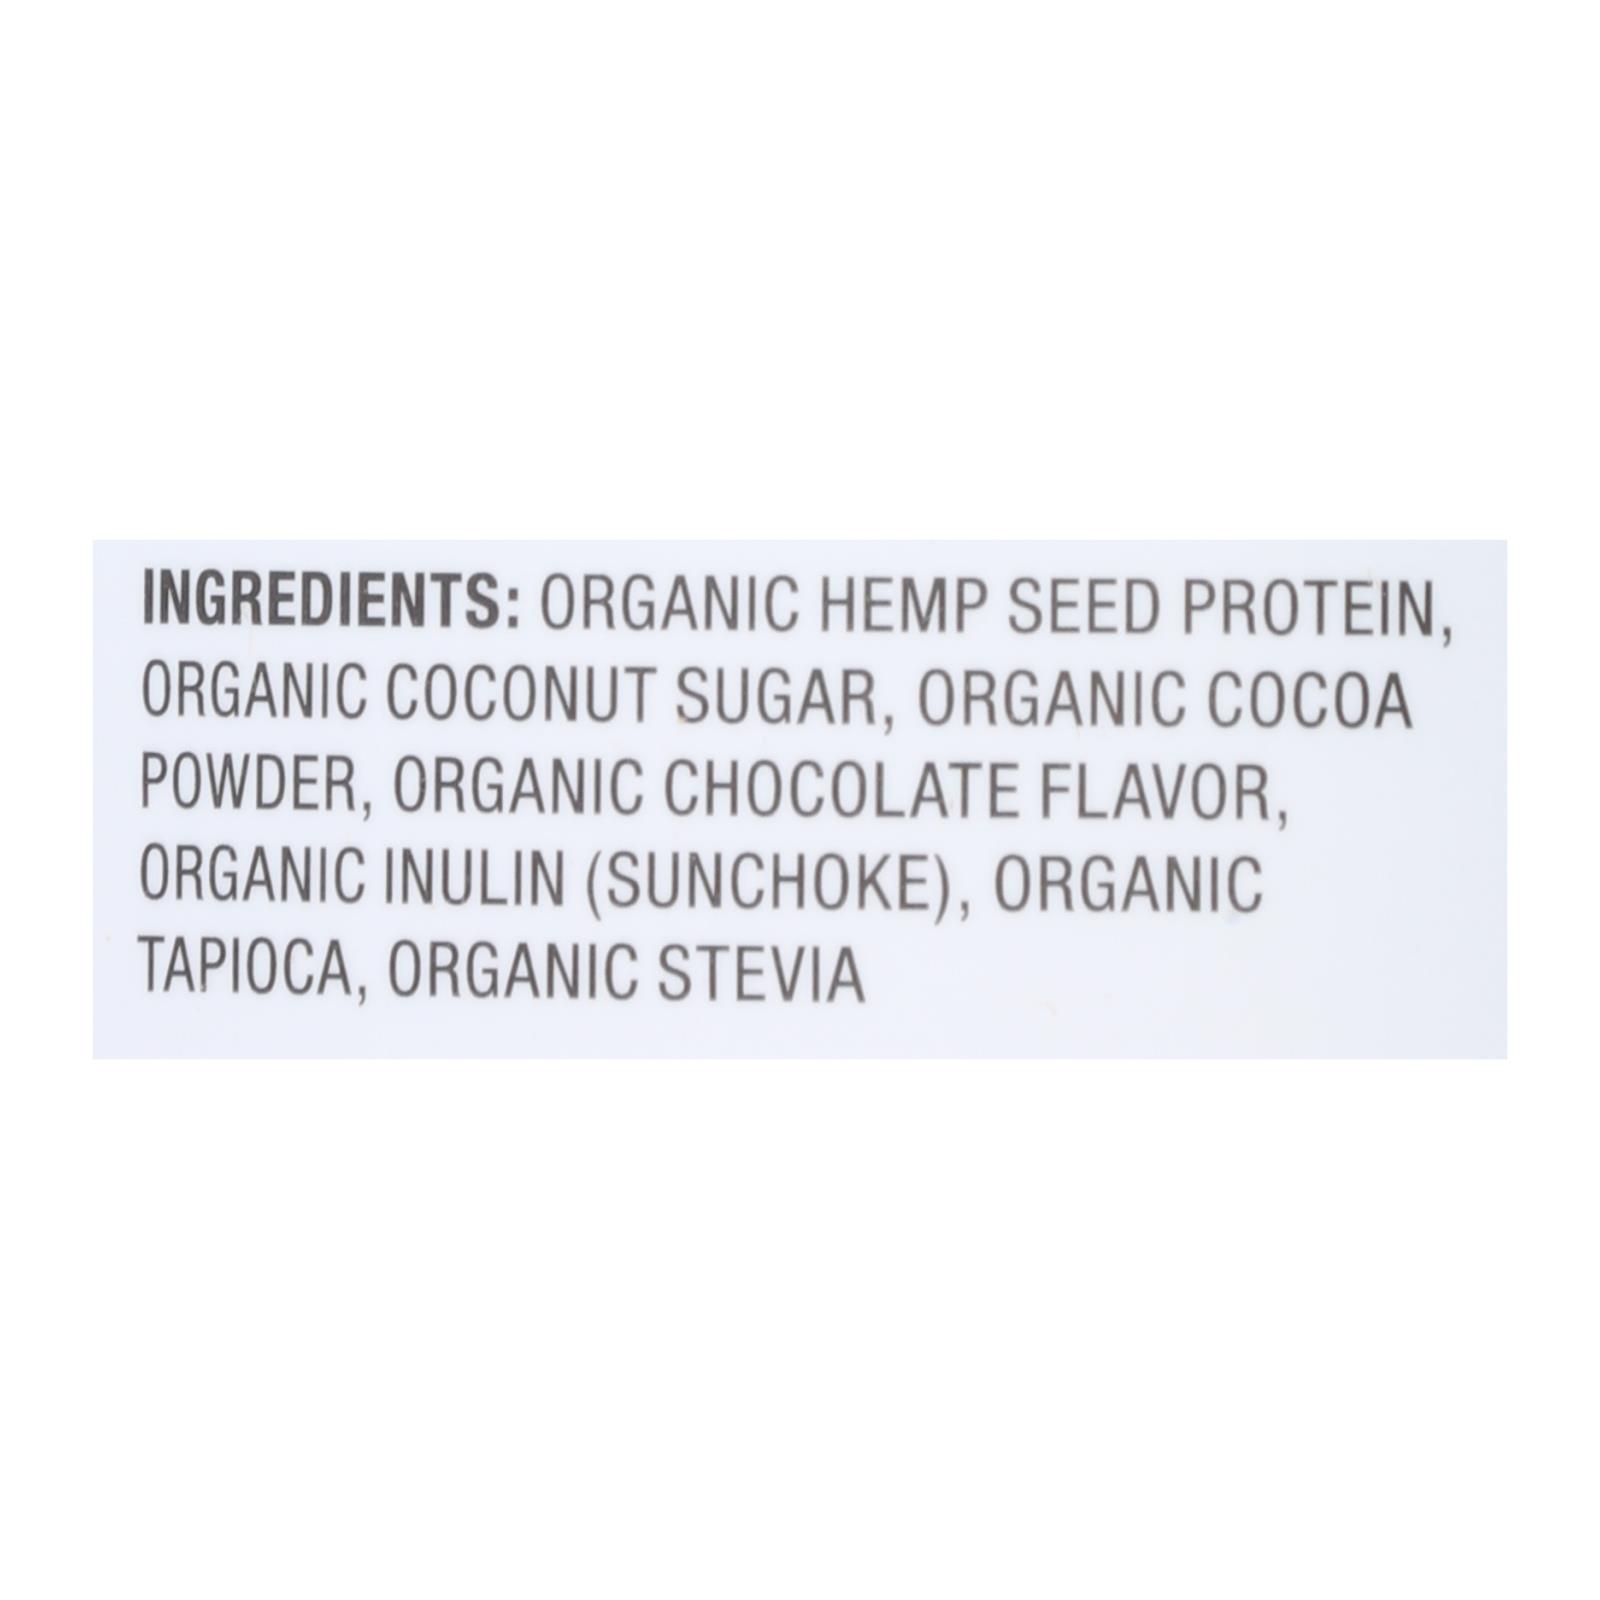 INGREDIENTS: ORGANIC HEMP SEED PROTEIN,
ORGANIC COCONUT SUGAR, ORGANIC COCOA
POWDER, ORGANIC CHOCOLATE FLAVOR,
ORGANIC INULIN (SUNCHOKE), ORGANIC
TAPIOCA, ORGANIC STEVIA